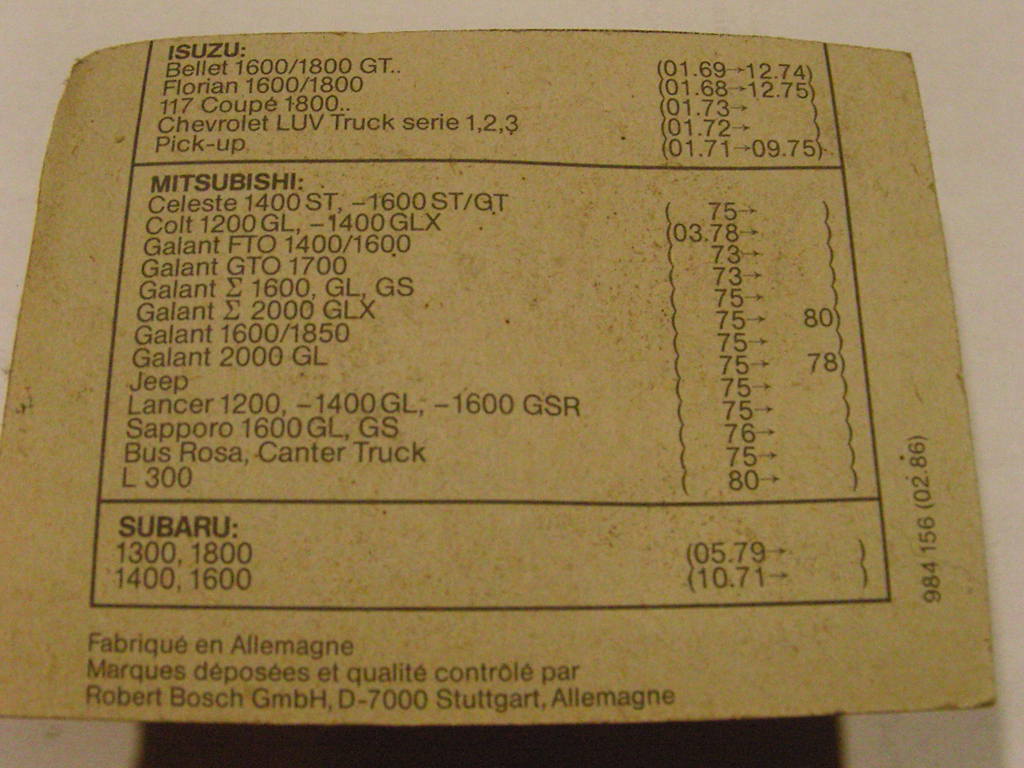 ISUZU:
Bellet 1600/1800 GT.. (01.69→12.74)
Florian 1600/1800 (01.68→12.75)
117 Coupé 1800.. (01.73→ )
Chevrolet LUV Truck serie 1,2,3 (01.72→ )
Pick-up (01.71→09.75)
MITSUBISHI:
Celeste 1400 ST, –1600 ST/GT ( 75→ )
Colt 1200 GL, –1400 GLX (03.78→ )
Galant FTO 1400/1600 ( 73→ )
Galant GTO 1700 ( 73→ )
Galant Σ 1600, GL, GS ( 75→ )
Galant Σ 2000 GLX ( 75→ 80)
Galant 1600/1850 ( 75→ )
Galant 2000 GL ( 75→ 78)
Jeep ( 75→ )
Lancer 1200, –1400 GL, –1600 GSR ( 75→ )
Sapporo 1600 GL, GS ( 76→ )
Bus Rosa, Canter Truck ( 75→ )
L 300 ( 80→ )
SUBARU:
1300, 1800 (05.79→ )
1400, 1600 (10.71→ )
984 156 (02.86)
Fabriqué en Allemagne
Marques déposées et qualité contrôlé par
Robert Bosch GmbH, D-7000 Stuttgart, Allemagne